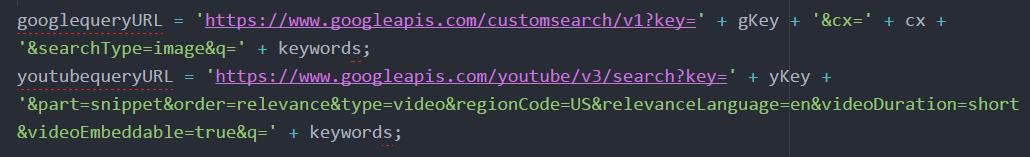 googlequeryURL = 'https://www.googleapis.com/customsearch/v1?key=' + gKey + '&cx=' + cx +
'&searchType=image&q=' + keywords;
youtubequeryURL = 'https://www.googleapis.com/youtube/v3/search?key=' + yKey +
'&part=snippet&order=relevance&type=video&regionCode=US&relevanceLanguage=en&videoDuration=short
&videoEmbeddable=true&q=' + keywords;